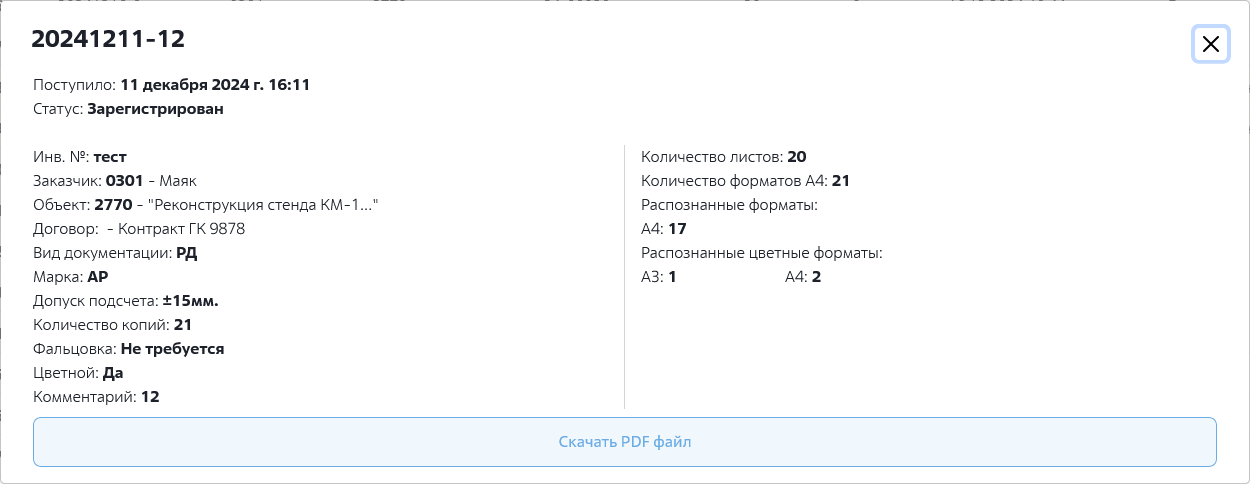 20241211-12
Поступило: 11 декабря 2024 г. 16:11
Статус: Зарегистрирован
Инв. №: тест
Заказчик: 0301 - Маяк
Объект: 2770 - "Реконструкция стенда КМ-1..."
Договор: - Контракт ГК 9878
Вид документации: РД
Марка: АР
Допуск подсчета: ±15мм.
Количество копий: 21
Фальцовка: Не требуется
Цветной: Да
Комментарий: 12
Количество листов: 20
Количество форматов А4: 21
Распознанные форматы:
А4: 17
Распознанные цветные форматы:
А3: 1 А4: 2
Скачать PDF файл